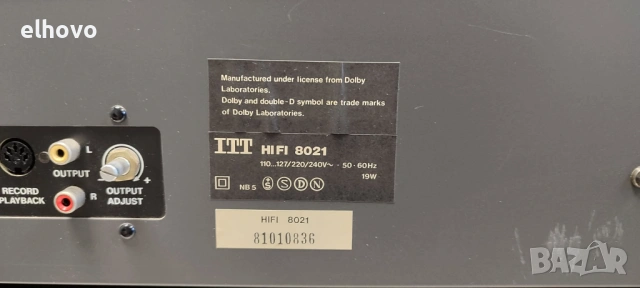 elhovo
Manufactured under license from Dolby
Laboratories.
Dolby and double-D symbol are trade marks
of Dolby Laboratories.
ITT HIFI 8021
110...127/220/240V~ · 50-60Hz
19W
NB 5 S D N
L
OUTPUT
R
RECORD
PLAYBACK
OUTPUT
ADJUST
+
HIFI 8021
81010836
BAZAR